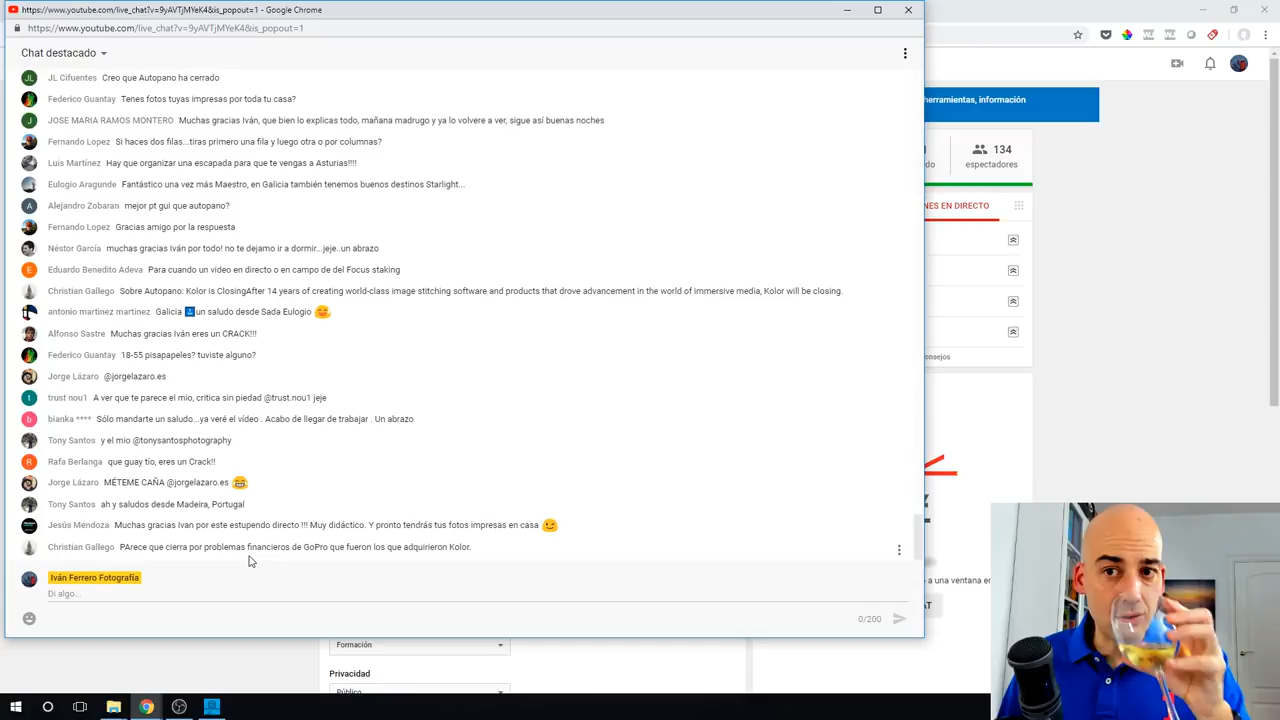 https://www.youtube.com/live_chat?v=9yAVTjMYeK4&is_popout=1 - Google Chrome
https://www.youtube.com/live_chat?v=9yAVTjMYeK4&is_popout=1
Chat destacado
JL Cifuentes Creo que Autopano ha cerrado
Federico Guantay Tenes fotos tuyas impresas por toda tu casa?
JOSE MARIA RAMOS MONTERO Muchas gracias Iván, que bien lo explicas todo, mañana madrugo y ya lo volvere a ver, sigue así buenas noches
Fernando Lopez Si haces dos filas...tiras primero una fila y luego otra o por columnas?
Luis Martínez Hay que organizar una escapada para que te vengas a Asturias!!!!
Eulogio Aragunde Fantástico una vez más Maestro, en Galicia también tenemos buenos destinos Starlight...
Alejandro Zobaran mejor pt gui que autopano?
Fernando Lopez Gracias amigo por la respuesta
Néstor García muchas gracias Iván por todo! no te dejamo ir a dormir...jeje..un abrazo
Eduardo Benedito Adeva Para cuando un video en directo o en campo de del Focus staking
Christian Gallego Sobre Autopano: Kolor is ClosingAfter 14 years of creating world-class image stitching software and products that drove advancement in the world of immersive media, Kolor will be closing.
antonio martinez martinez Galicia un saludo desde Sada Eulogio
Alfonso Sastre Muchas gracias Iván eres un CRACK!!!
Federico Guantay 18-55 pisapapeles? tuviste alguno?
Jorge Lázaro @jorgelazaro.es
trust nou1 A ver que te parece el mio, critica sin piedad @trust.nou1 jeje
bianka **** Sólo mandarte un saludo...ya veré el vídeo . Acabo de llegar de trabajar . Un abrazo
Tony Santos y el mio @tonysantosphotography
Rafa Berlanga que guay tío, eres un Crack!!
Jorge Lázaro MÉTEME CAÑA @jorgelazaro.es
Tony Santos ah y saludos desde Madeira, Portugal
Jesús Mendoza Muchas gracias Ivan por este estupendo directo !!! Muy didáctico. Y pronto tendrás tus fotos impresas en casa
Christian Gallego PArece que cierra por problemas financieros de GoPro que fueron los que adquirieron Kolor.
Iván Ferrero Fotografía
Di algo...
0/200
herramientas, información
134
do espectadores
NES EN DIRECTO
onsejos
o a una ventana en
AT
Formación
Privacidad
Público